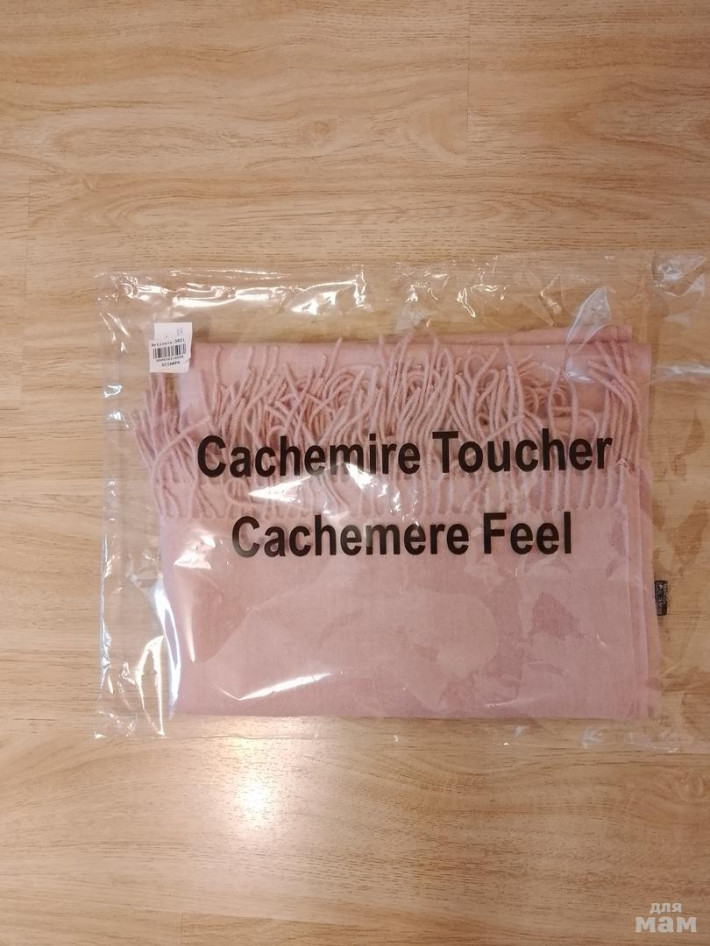 Cachemire Toucher
Cachemere Feel
для
мам